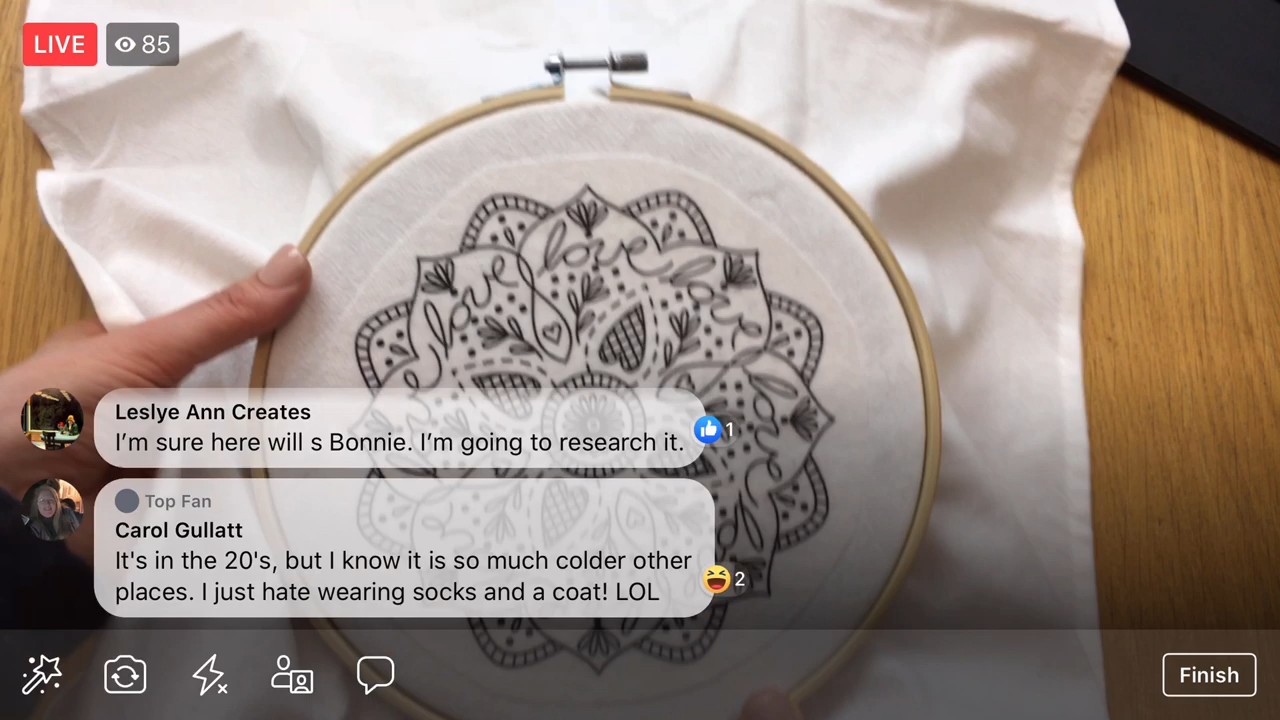 LIVE
85
love
love
love
love
Leslye Ann Creates
I’m sure here will s Bonnie. I’m going to research it.
1
Top Fan
Carol Gullatt
It's in the 20's, but I know it is so much colder other
places. I just hate wearing socks and a coat! LOL
2
Finish